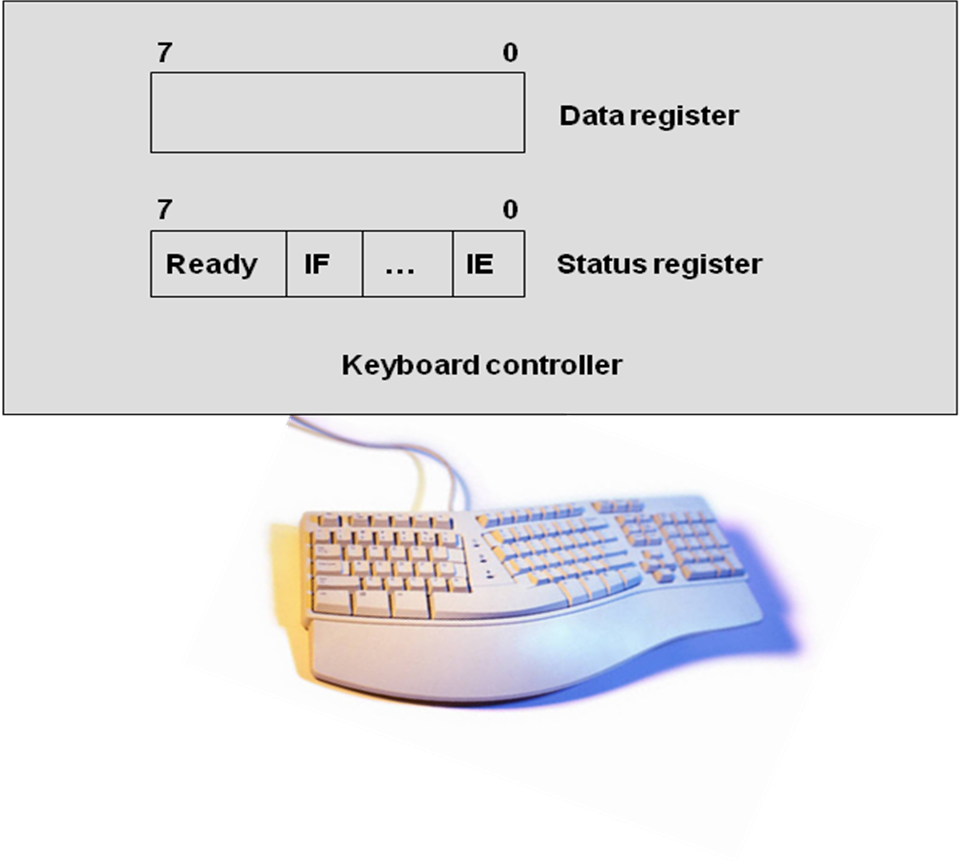 7 0
Data register
7 0
Ready IF ... IE Status register
Keyboard controller